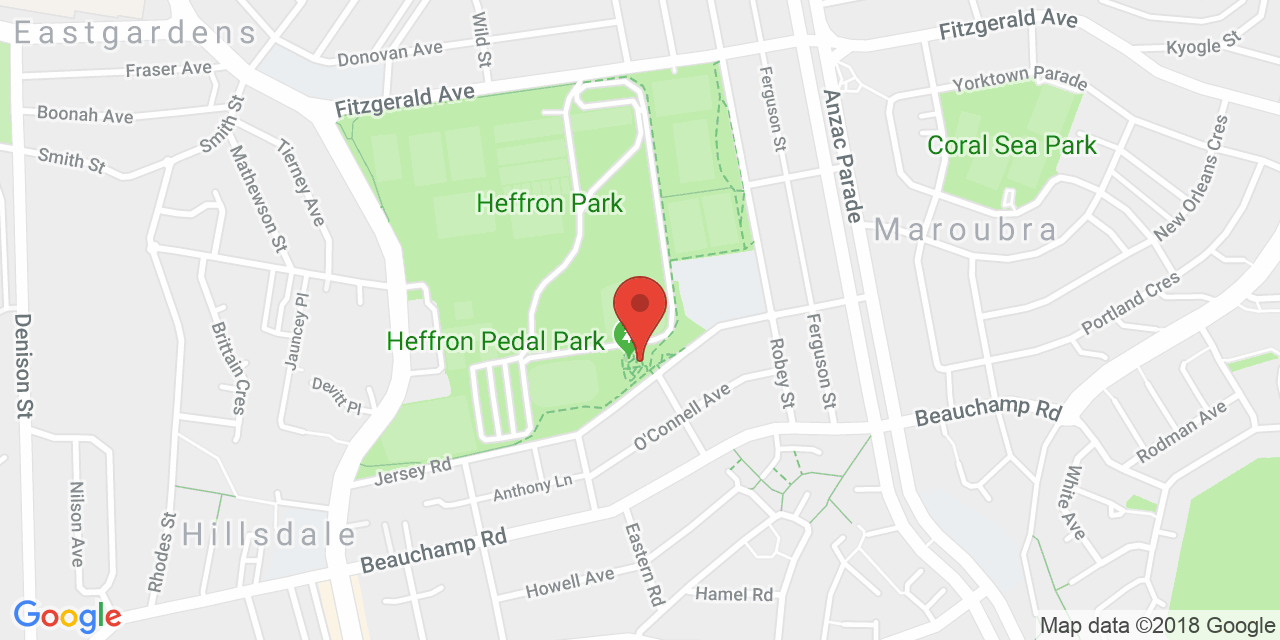 Eastgardens
Donovan Ave
Wild St
Fitzgerald Ave
Kyogle St
Fraser Ave
Yorktown Parade
Fitzgerald Ave
Boonah Ave
Smith St
Ferguson St
Anzac Parade
Coral Sea Park
New Orleans Cres
Smith St
Tierney Ave
Mathewson St
Heffron Park
Maroubra
Portland Cres
Denison St
Jauncey Pl
Brittain Cres
Heffron Pedal Park
Ferguson St
Robey St
Devitt Pl
O'Connell Ave
Beauchamp Rd
Rodman Ave
Jersey Rd
Anthony Ln
White Ave
Nilson Ave
Rhodes St
Hillsdale
Beauchamp Rd
Eastern Rd
Howell Ave
Hamel Rd
Google
Map data ©2018 Google